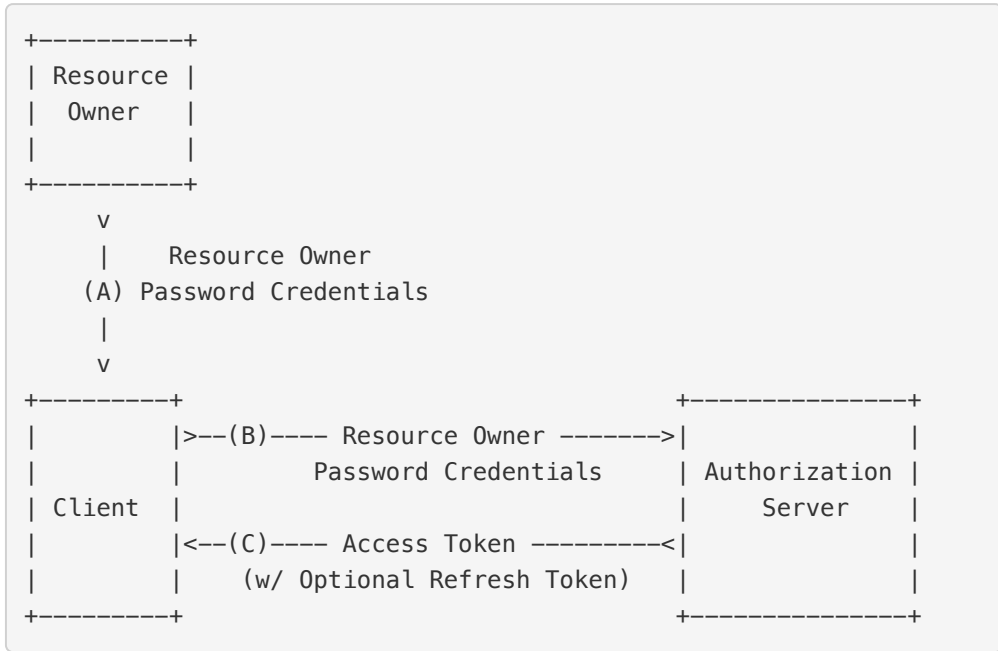 +----------+
| Resource |
|  Owner   |
|          |
+----------+
     v
     |    Resource Owner
    (A) Password Credentials
     |
     v
+---------+                                  +---------------+
|         |>--(B)---- Resource Owner ------->|               |
|         |         Password Credentials     | Authorization |
| Client  |                                  |     Server    |
|         |<--(C)---- Access Token ---------<|               |
|         |    (w/ Optional Refresh Token)   |               |
+---------+                                  +---------------+